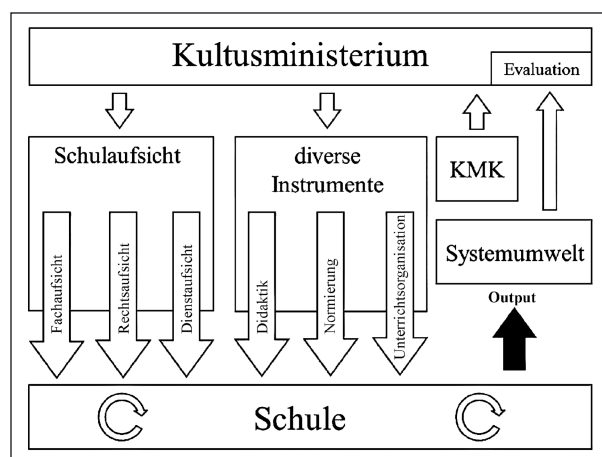 Kultusministerium
Evaluation
Schulaufsicht
diverse
Instrumente
KMK
Fachaufsicht
Rechtsaufsicht
Dienstaufsicht
Didaktik
Normierung
Unterrichtsorganisation
Systemumwelt
Output
Schule